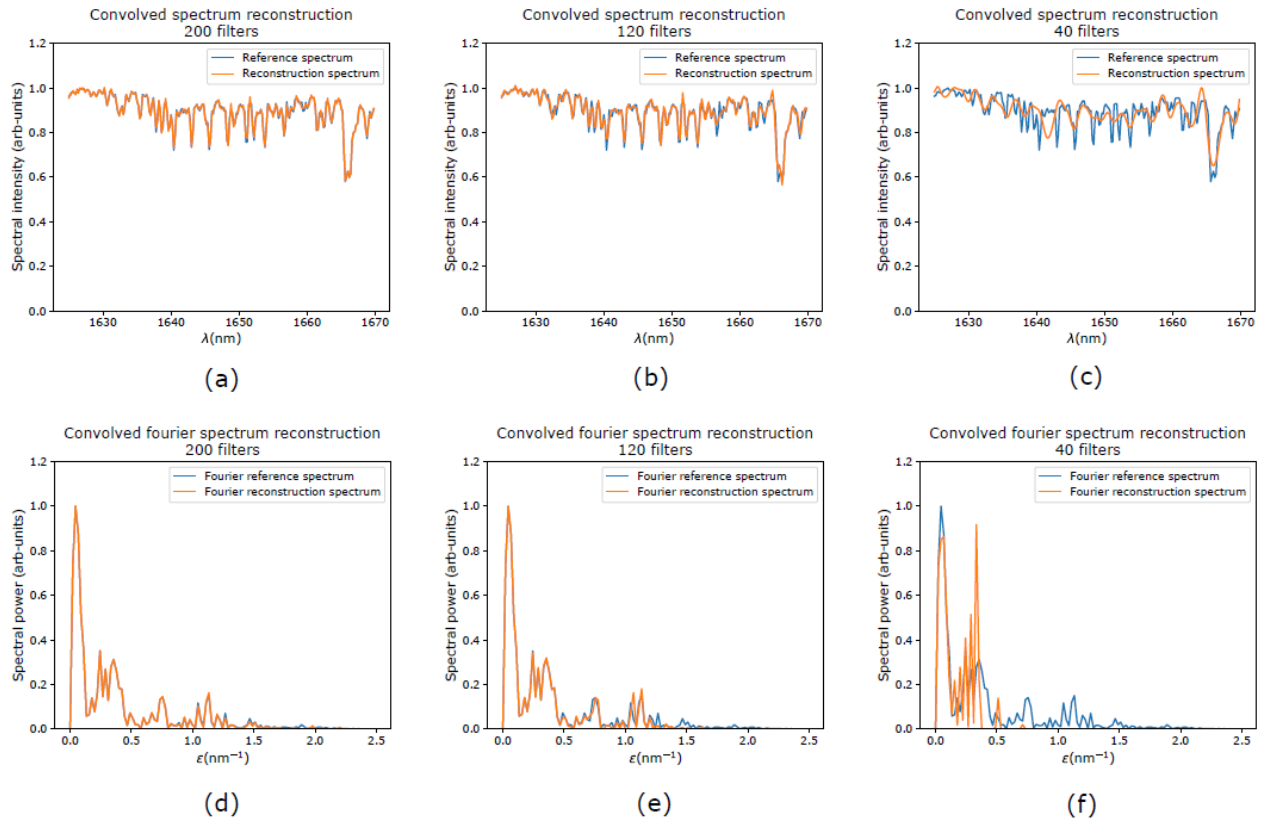 Convolved spectrum reconstruction
200 filters
1.2
1.0
0.8
0.6
0.4
0.2
0.0
Spectral intensity (arb-units)
Reference spectrum
Reconstruction spectrum
1630 1640 1650 1660 1670
λ(nm)
(a)
Convolved spectrum reconstruction
120 filters
1.2
1.0
0.8
0.6
0.4
0.2
0.0
Spectral intensity (arb-units)
Reference spectrum
Reconstruction spectrum
1630 1640 1650 1660 1670
λ(nm)
(b)
Convolved spectrum reconstruction
40 filters
1.2
1.0
0.8
0.6
0.4
0.2
0.0
Spectral intensity (arb-units)
Reference spectrum
Reconstruction spectrum
1630 1640 1650 1660 1670
λ(nm)
(c)
Convolved fourier spectrum reconstruction
200 filters
1.2
1.0
0.8
0.6
0.4
0.2
0.0
Spectral power (arb-units)
Fourier reference spectrum
Fourier reconstruction spectrum
0.0 0.5 1.0 1.5 2.0 2.5
ε(nm⁻¹)
(d)
Convolved fourier spectrum reconstruction
120 filters
1.2
1.0
0.8
0.6
0.4
0.2
0.0
Spectral power (arb-units)
Fourier reference spectrum
Fourier reconstruction spectrum
0.0 0.5 1.0 1.5 2.0 2.5
ε(nm⁻¹)
(e)
Convolved fourier spectrum reconstruction
40 filters
1.2
1.0
0.8
0.6
0.4
0.2
0.0
Spectral power (arb-units)
Fourier reference spectrum
Fourier reconstruction spectrum
0.0 0.5 1.0 1.5 2.0 2.5
ε(nm⁻¹)
(f)